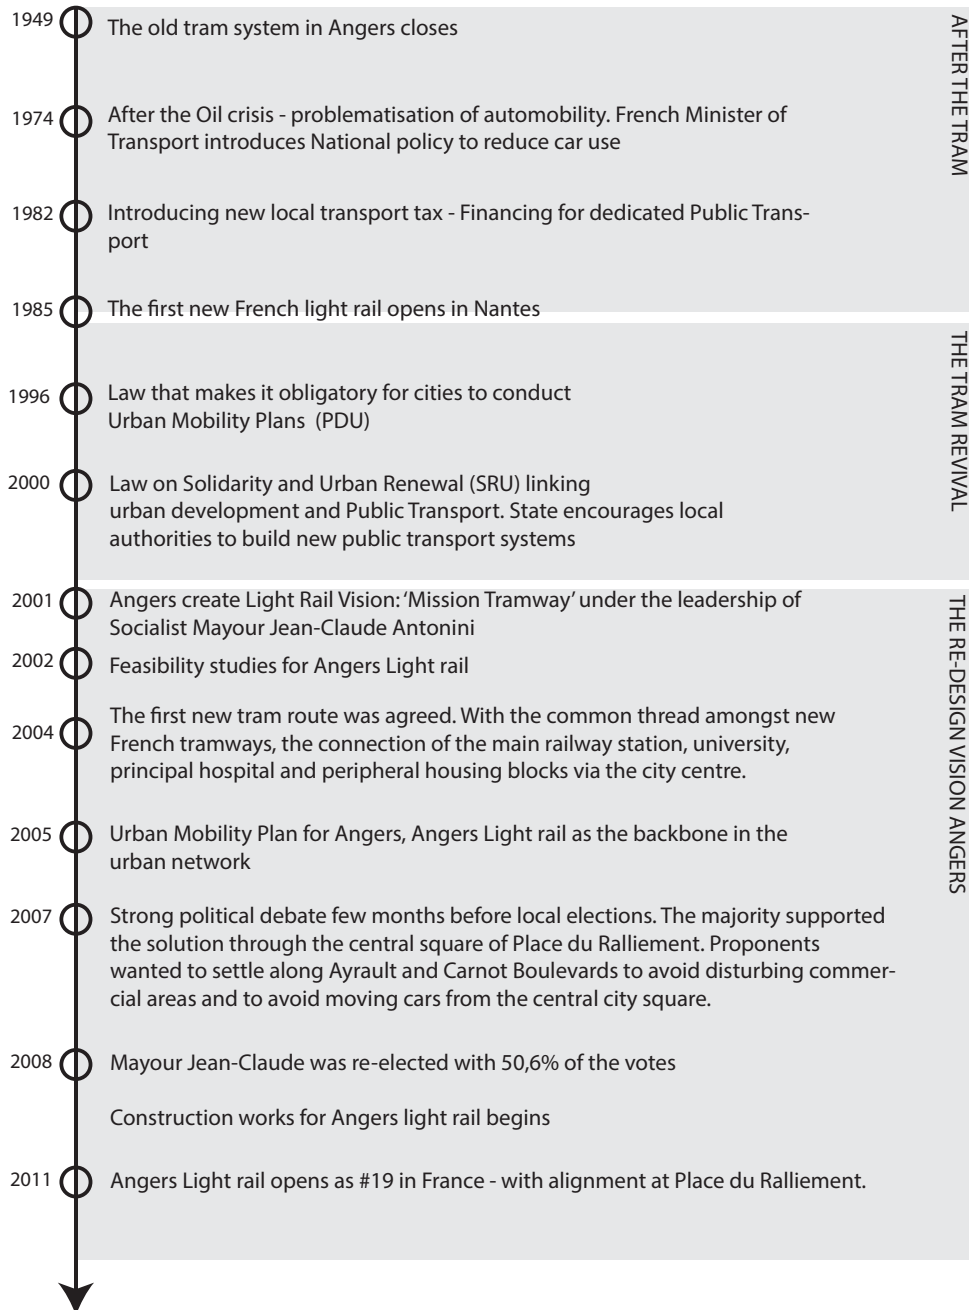 1949
The old tram system in Angers closes
AFTER THE TRAM
1974
After the Oil crisis - problematisation of automobility. French Minister of
Transport introduces National policy to reduce car use
1982
Introducing new local transport tax - Financing for dedicated Public Trans-
port
1985
The first new French light rail opens in Nantes
THE TRAM REVIVAL
1996
Law that makes it obligatory for cities to conduct
Urban Mobility Plans (PDU)
2000
Law on Solidarity and Urban Renewal (SRU) linking
urban development and Public Transport. State encourages local
authorities to build new public transport systems
THE RE-DESIGN VISION ANGERS
2001
Angers create Light Rail Vision: ‘Mission Tramway’ under the leadership of
Socialist Mayour Jean-Claude Antonini
2002
Feasibility studies for Angers Light rail
2004
The first new tram route was agreed. With the common thread amongst new
French tramways, the connection of the main railway station, university,
principal hospital and peripheral housing blocks via the city centre.
2005
Urban Mobility Plan for Angers, Angers Light rail as the backbone in the
urban network
2007
Strong political debate few months before local elections. The majority supported
the solution through the central square of Place du Ralliement. Proponents
wanted to settle along Ayrault and Carnot Boulevards to avoid disturbing commer-
cial areas and to avoid moving cars from the central city square.
2008
Mayour Jean-Claude was re-elected with 50,6% of the votes
Construction works for Angers light rail begins
2011
Angers Light rail opens as #19 in France - with alignment at Place du Ralliement.